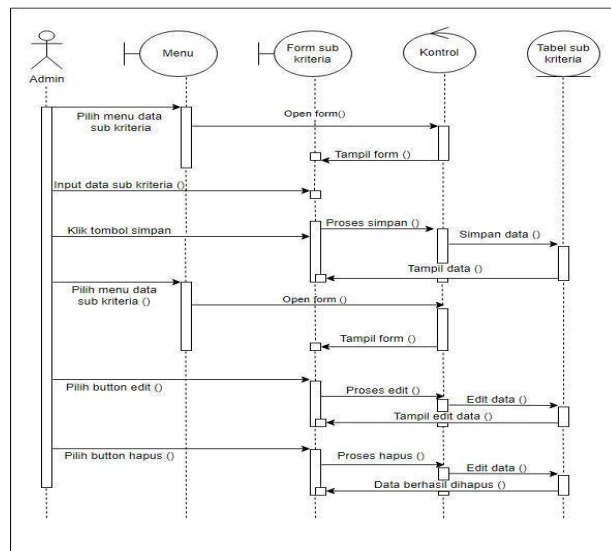 Admin
Menu
Form sub
kriteria
Kontrol
Tabel sub
kriteria
Pilih menu data
sub kriteria
Open form()
Tampil form ()
Input data sub kriteria ()
Klik tombol simpan
Proses simpan ()
Simpan data ()
Tampil data ()
Pilih menu data
sub kriteria ()
Open form ()
Tampil form ()
Pilih button edit ()
Proses edit ()
Edit data ()
Tampil edit data ()
Pilih button hapus ()
Proses hapus ()
Edit data ()
Data berhasil dihapus ()